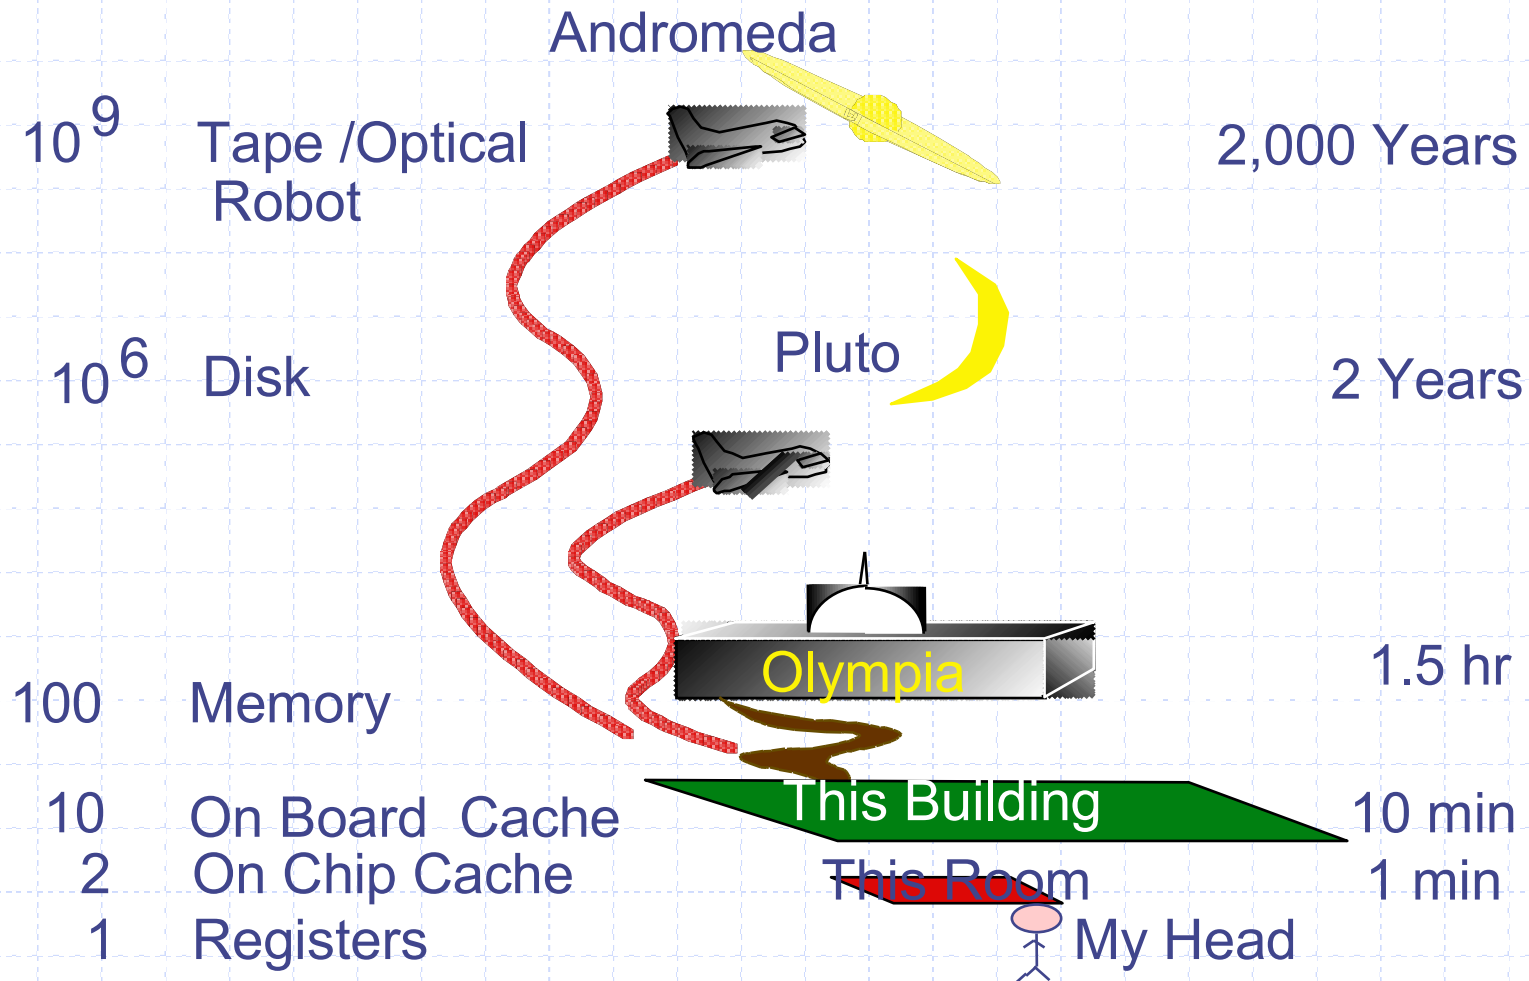 Andromeda
10 9 Tape /Optical 2,000 Years
Robot
10 6 Disk Pluto 2 Years
Olympia 1.5 hr
100 Memory
This Building
10 On Board Cache 10 min
2 On Chip Cache This Room 1 min
1 Registers My Head